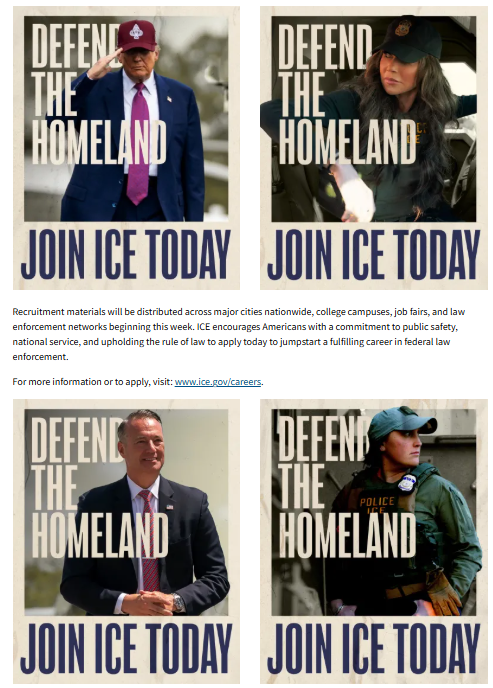 DEFEND
THE
HOMELAND
JOIN ICE TODAY
DEFEND
THE
HOMELAND
JOIN ICE TODAY
Recruitment materials will be distributed across major cities nationwide, college campuses, job fairs, and law
enforcement networks beginning this week. ICE encourages Americans with a commitment to public safety,
national service, and upholding the rule of law to apply today to jumpstart a fulfilling career in federal law
enforcement.
For more information or to apply, visit: www.ice.gov/careers.
DEFEND
THE
HOMELAND
JOIN ICE TODAY
DEFEND
THE
HOMELAND
POLICE
ICE
JOIN ICE TODAY